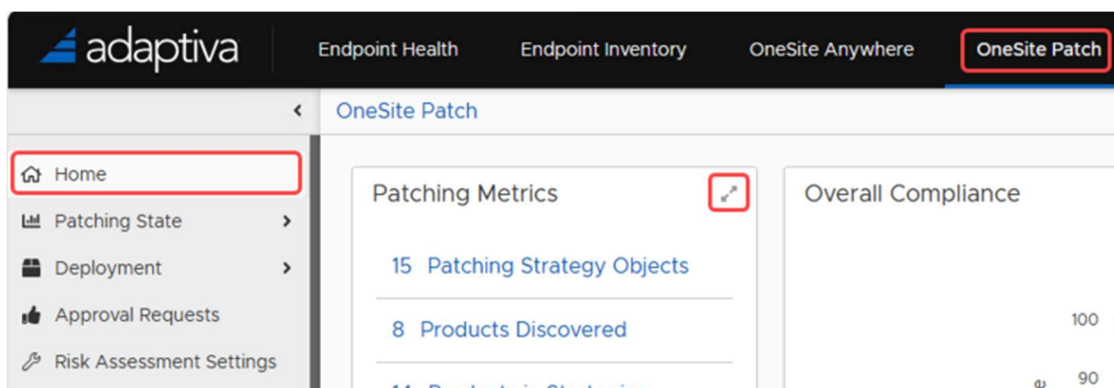 adaptiva
Endpoint Health
Endpoint Inventory
OneSite Anywhere
OneSite Patch
OneSite Patch
Home
Patching State
Deployment
Approval Requests
Risk Assessment Settings
Patching Metrics
15 Patching Strategy Objects
8 Products Discovered
Overall Compliance
100
90